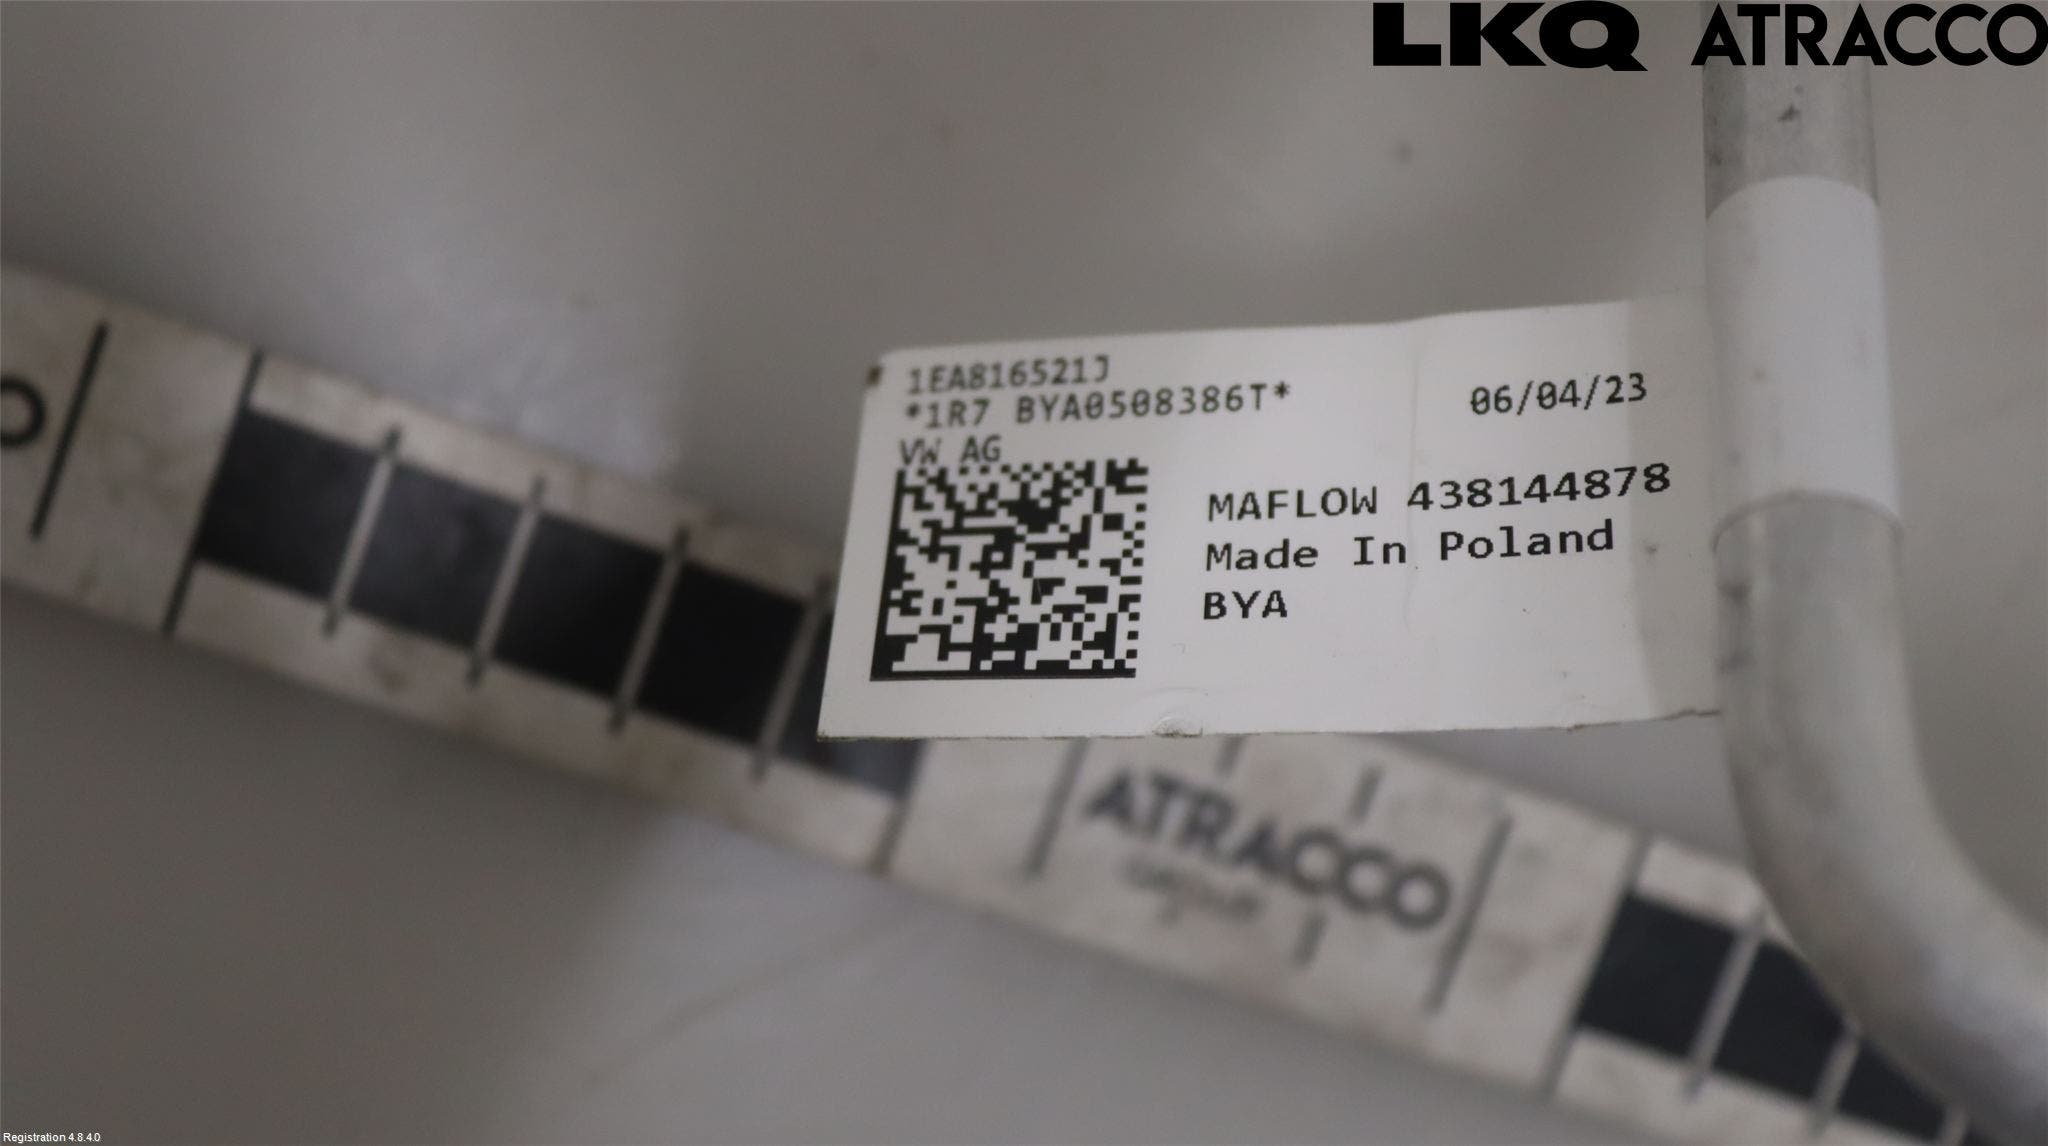 LKQ ATRACCO
1EA816521J
*1R7 BYA0508386T*
06/04/23
VW AG
MAFLOW 438144878
Made In Poland
BYA
ATRACCO
Registration 4.8.4.0